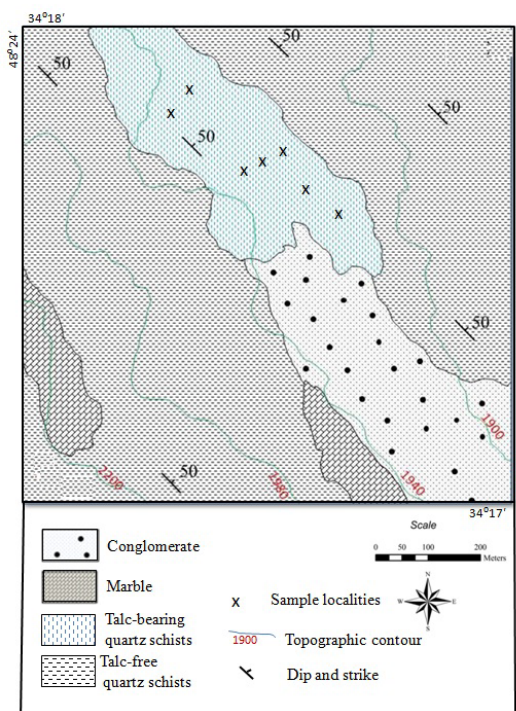 34°18'
48°24'
50
50
50
50
50
50
1900
2200
1980
1940
34°17'
Scale
0 50 100 200
Meters
Conglomerate
Marble
Talc-bearing
quartz schists
Talc-free
quartz schists
x Sample localities
1900 Topographic contour
Dip and strike
N
W E
S